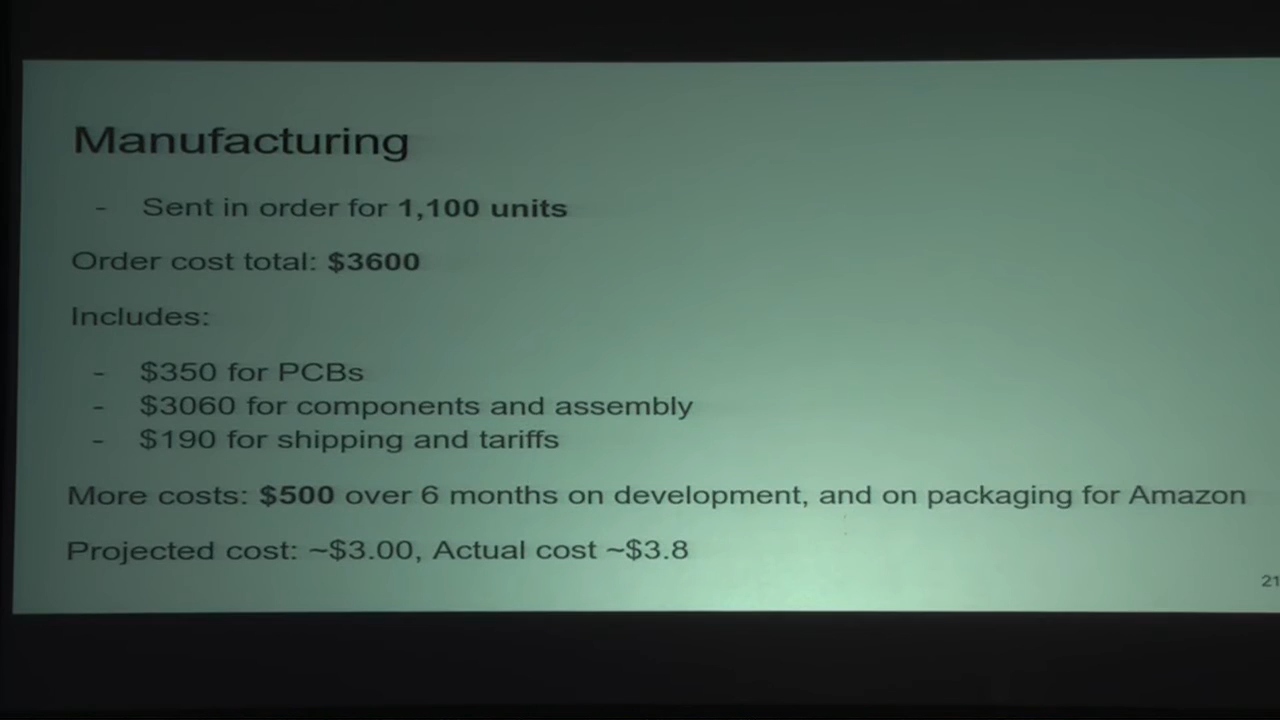 Manufacturing
- Sent in order for 1,100 units
Order cost total: $3600
Includes:
- $350 for PCBs
- $3060 for components and assembly
- $190 for shipping and tariffs
More costs: $500 over 6 months on development, and on packaging for Amazon
Projected cost: ~$3.00, Actual cost ~$3.8
21